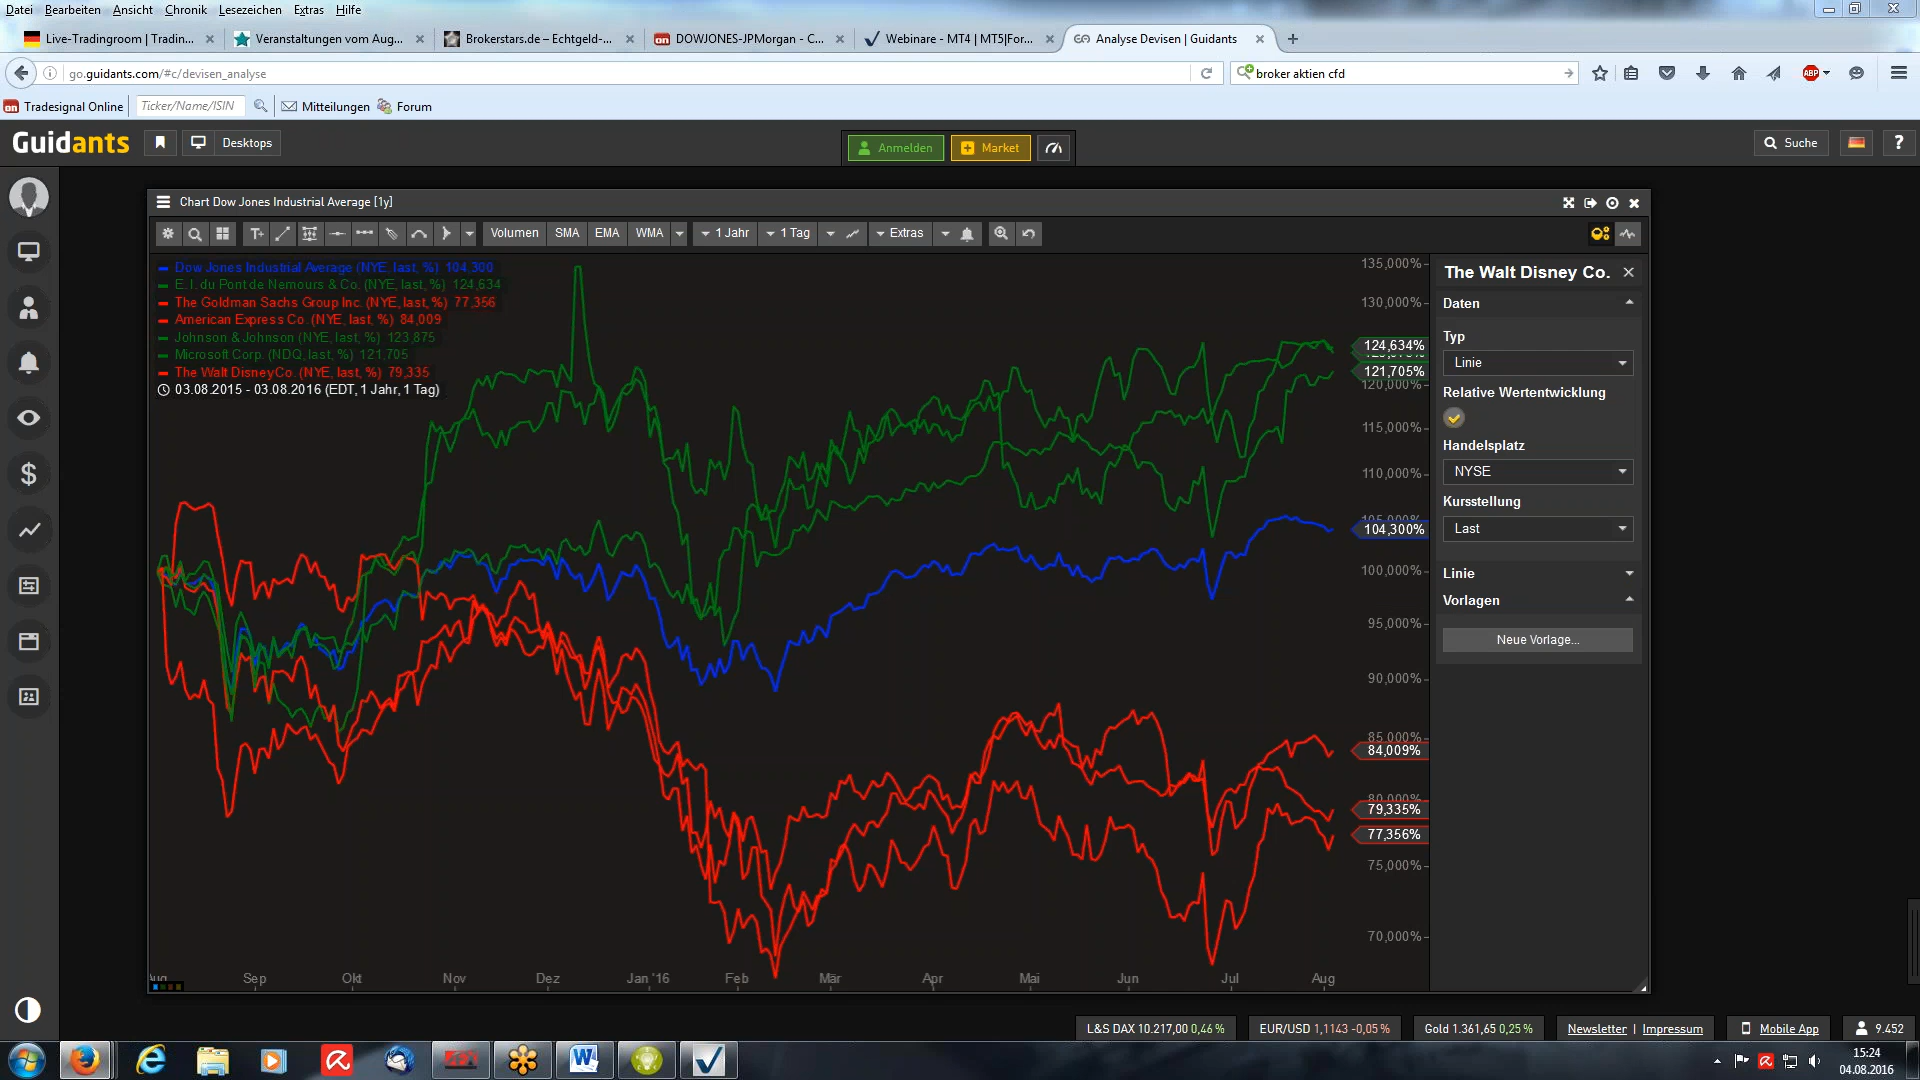 Datei Bearbeiten Ansicht Chronik Lesezeichen Extras Hilfe
Live-Tradingroom | Tradin... Veranstaltungen vom Aug... Brokerstars.de – Echtgeld-... DOWJONES-JPMorgan - C... Webinare - MT4 | MT5|For... Analyse Devisen | Guidants
go.guidants.com/#c/devisen_analyse broker aktien cfd ABP
on Tradesignal Online Ticker/Name/ISIN Mitteilungen Forum
Guidants Desktops Anmelden Market Suche ?
Chart Dow Jones Industrial Average [1y]
Volumen SMA EMA WMA 1 Jahr 1 Tag Extras
Dow Jones Industrial Average (NYE, last, %) 104,300
E. I. du Pont de Nemours & Co. (NYE, last, %) 124,634
The Goldman Sachs Group Inc. (NYE, last, %) 77,356
American Express Co. (NYE, last, %) 84,009
Johnson & Johnson (NYE, last, %) 123,875
Microsoft Corp. (NDQ, last, %) 121,705
The Walt Disney Co. (NYE, last, %) 79,335
03.08.2015 - 03.08.2016 (EDT, 1 Jahr, 1 Tag)
135,000%
130,000%
124,634%
121,705%
120,000%
115,000%
110,000%
105,000%
104,300%
100,000%
95,000%
90,000%
85,000%
84,009%
80,000%
79,335%
77,356%
75,000%
70,000%
Aug Sep Okt Nov Dez Jan '16 Feb Mär Apr Mai Jun Jul Aug
The Walt Disney Co.
Daten
Typ
Linie
Relative Wertentwicklung
Handelsplatz
NYSE
Kursstellung
Last
Linie
Vorlagen
Neue Vorlage...
L&S DAX 10.217,00 0,46 % EUR/USD 1,1143 -0,05 % Gold 1.361,65 0,25 % Newsletter | Impressum Mobile App 9.452
15:24
04.08.2016